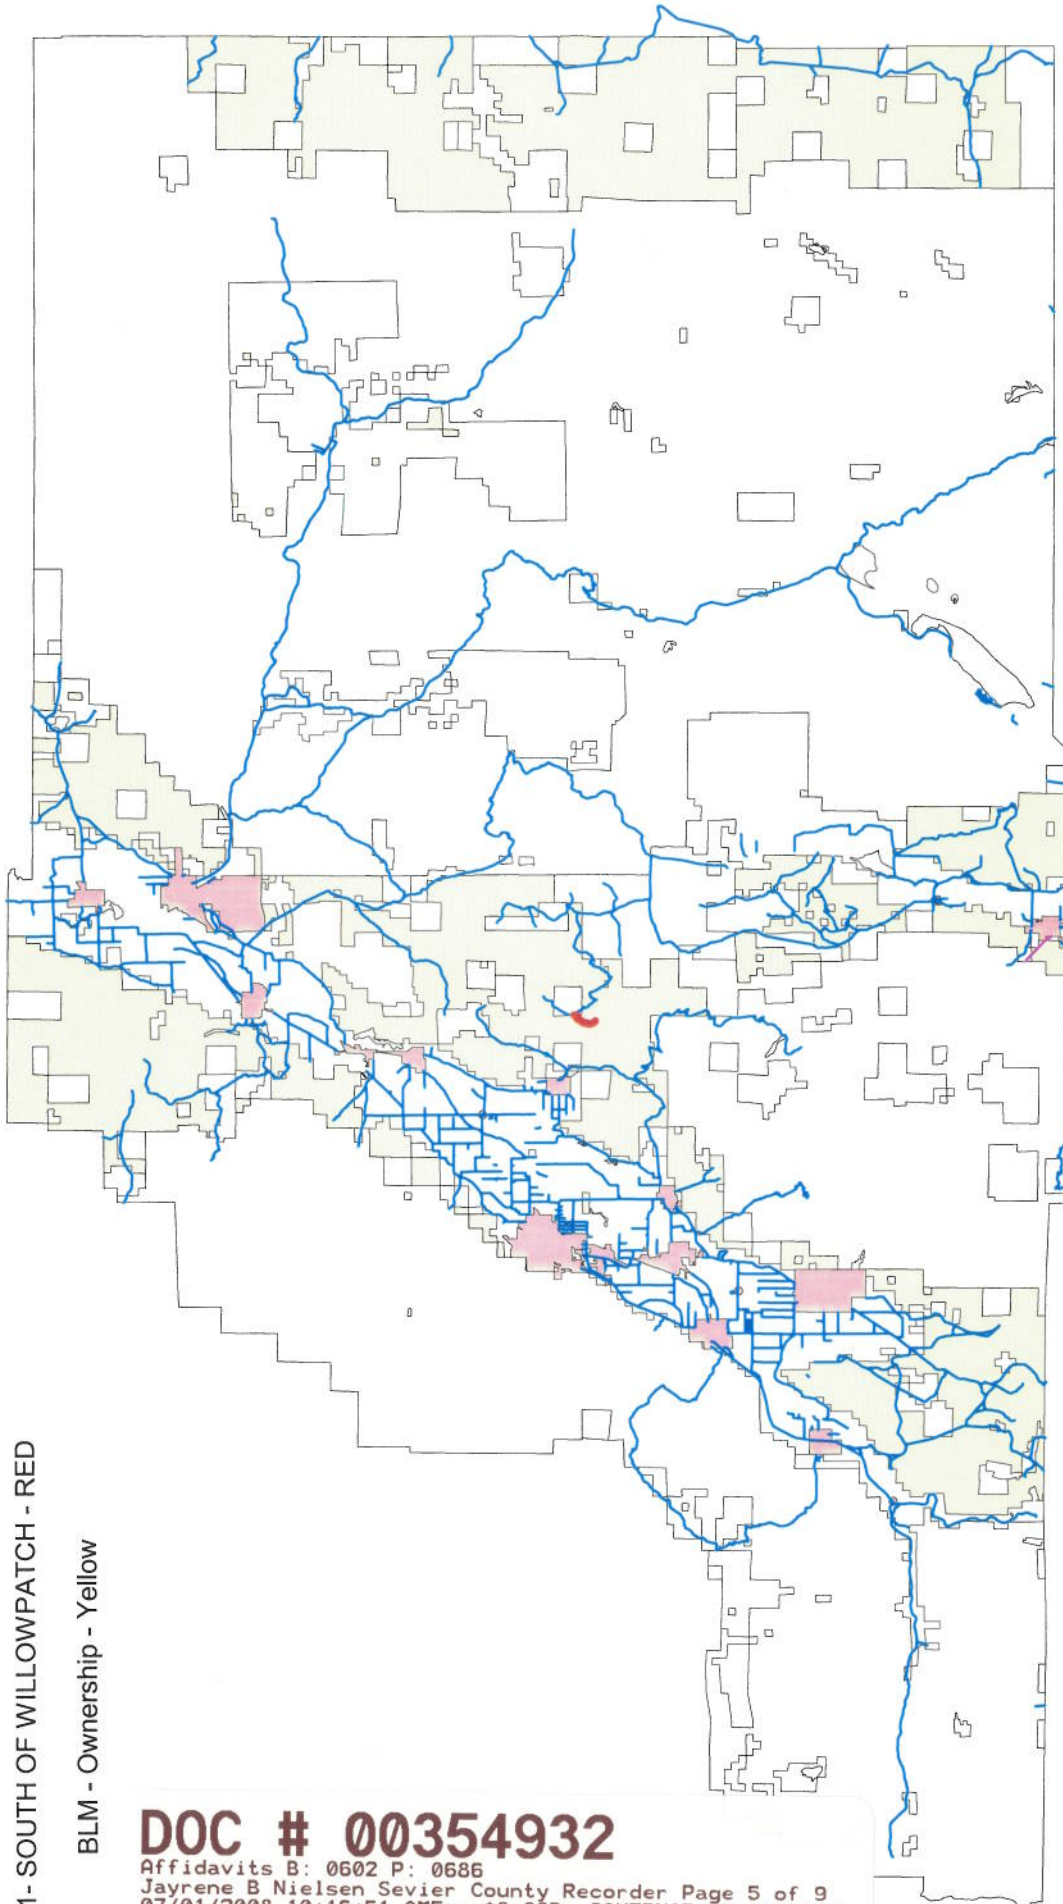 1- SOUTH OF WILLOWPATCH - RED
BLM - Ownership - Yellow
DOC # 00354932
Affidavits B: 0602 P: 0686
Jayrene B Nielsen Sevier County Recorder Page 5 of 9